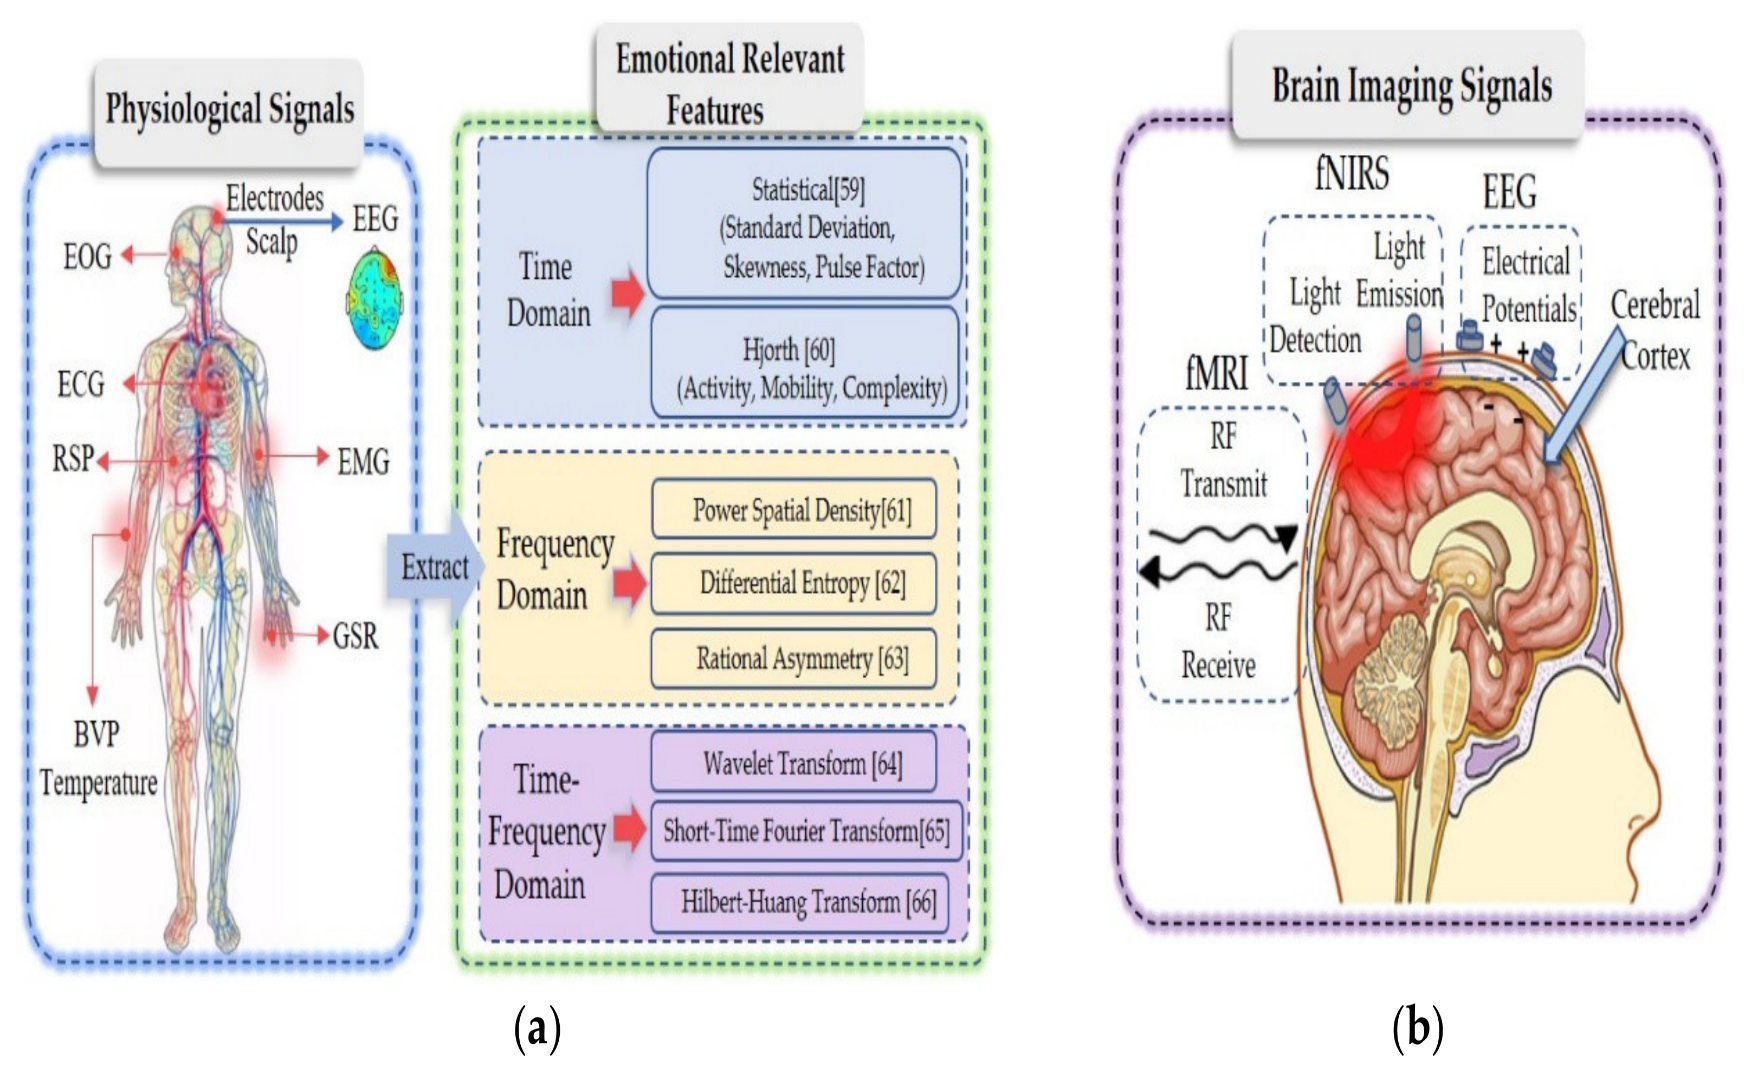 Physiological Signals
Electrodes
Scalp
EEG
EOG
ECG
RSP
EMG
GSR
BVP
Temperature
Extract
Emotional Relevant
Features
Time
Domain
Statistical[59]
(Standard Deviation,
Skewness, Pulse Factor)
Hjorth [60]
(Activity, Mobility, Complexity)
Frequency
Domain
Power Spatial Density[61]
Differential Entropy [62]
Rational Asymmetry [63]
Time-
Frequency
Domain
Wavelet Transform [64]
Short-Time Fourier Transform[65]
Hilbert-Huang Transform [66]
(a)
Brain Imaging Signals
fNIRS
Light
Emission
Light
Detection
EEG
Electrical
Potentials
+ +
- -
Cerebral
Cortex
fMRI
RF
Transmit
RF
Receive
(b)